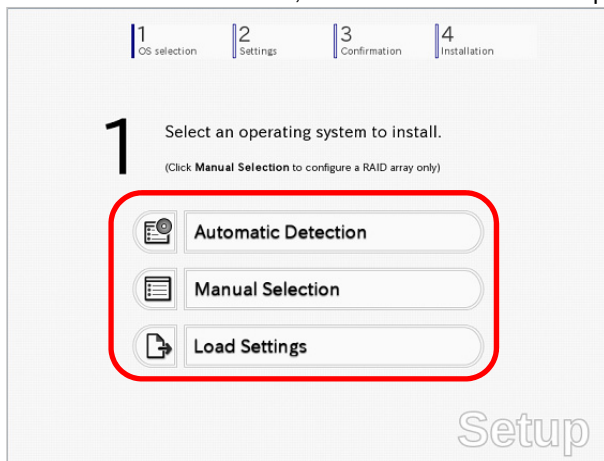 1
OS selection
2
Settings
3
Confirmation
4
Installation
1
Select an operating system to install.
(Click Manual Selection to configure a RAID array only)
Automatic Detection
Manual Selection
Load Settings
Setup